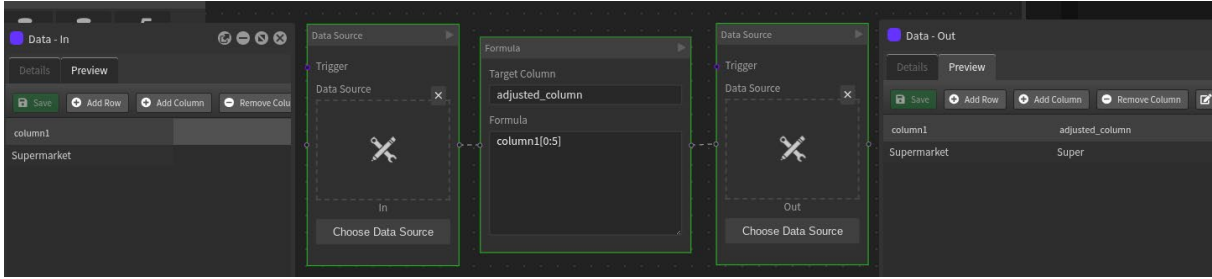 Data - In
Details Preview
Save Add Row Add Column Remove Colu
column1
Supermarket
Data Source
Trigger
Data Source
In
Choose Data Source
Formula
Target Column
adjusted_column
Formula
column1[0:5]
Data Source
Trigger
Data Source
Out
Choose Data Source
Data - Out
Details Preview
Save Add Row Add Column Remove Column
column1 adjusted_column
Supermarket Super